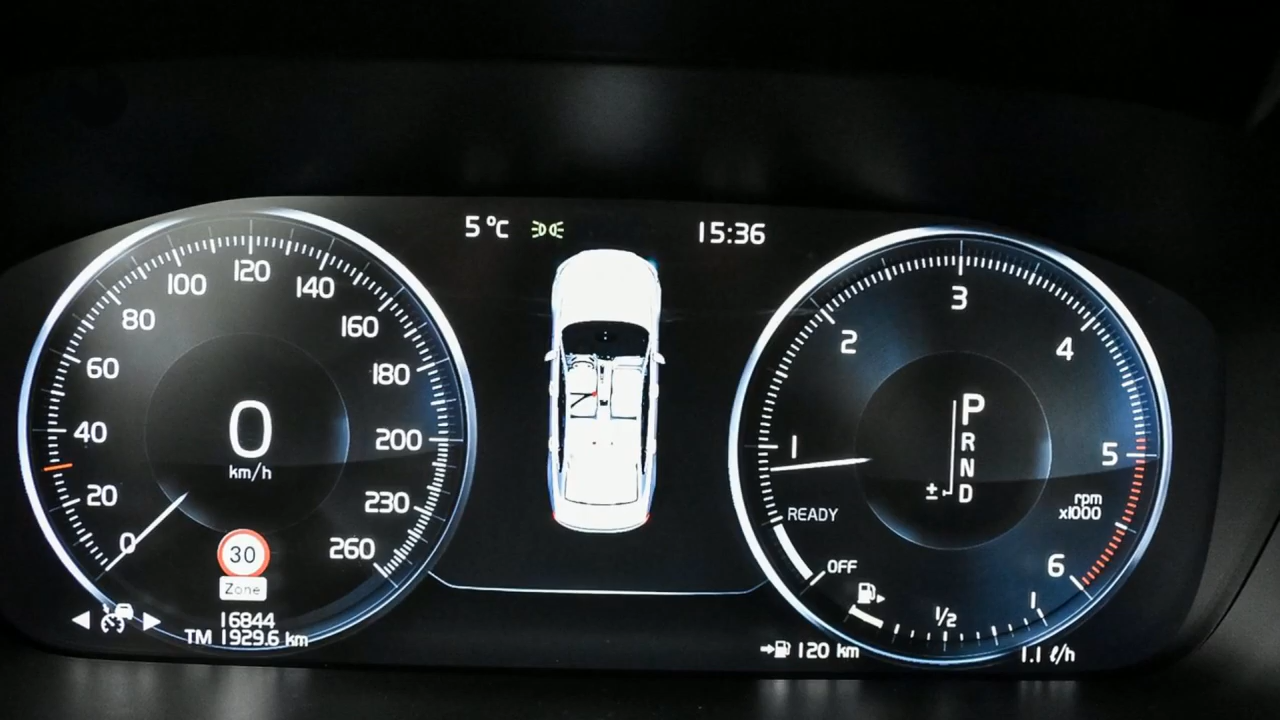 5°C 15:36
0
20
40
60
80
100
120
140
160
180
200
230
260
0
km/h
30
Zone
16844
TM 1929.6 km
1
2
3
4
5
6
rpm
x1000
READY
OFF
P
R
N
± D
1/2
1
120 km
1.1 ℓ/h